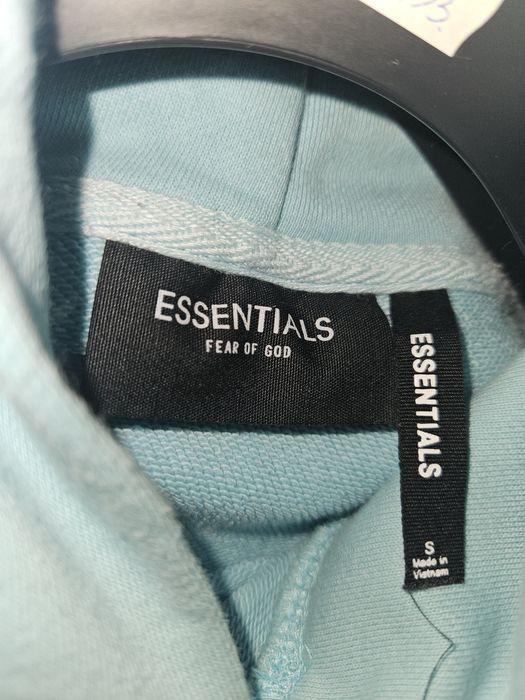 ESSENTIALS
FEAR OF GOD
ESSENTIALS
S
Made in
Vietnam